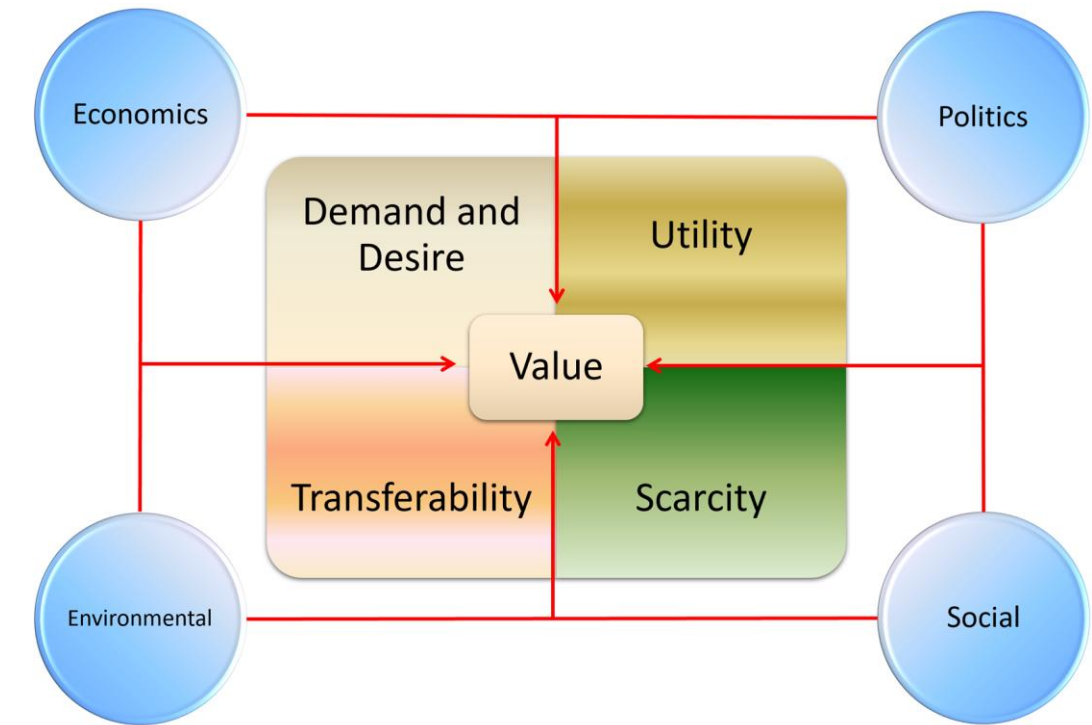 Economics
Politics
Demand and
Desire
Utility
Value
Transferability
Scarcity
Environmental
Social